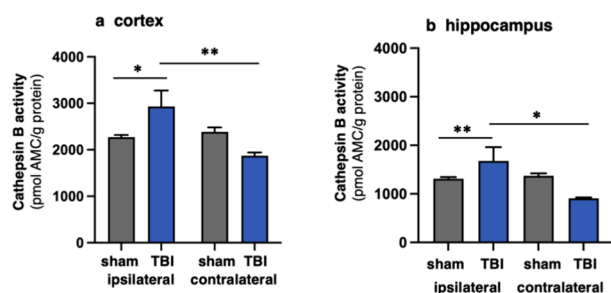 a cortex
Cathepsin B activity
(pmol AMC/g protein)
4000
3000
2000
1000
0
*
**
sham TBI sham TBI
ipsilateral contralateral
b hippocampus
Cathepsin B activity
(pmol AMC/g protein)
4000
3000
2000
1000
0
**
*
sham TBI sham TBI
ipsilateral contralateral